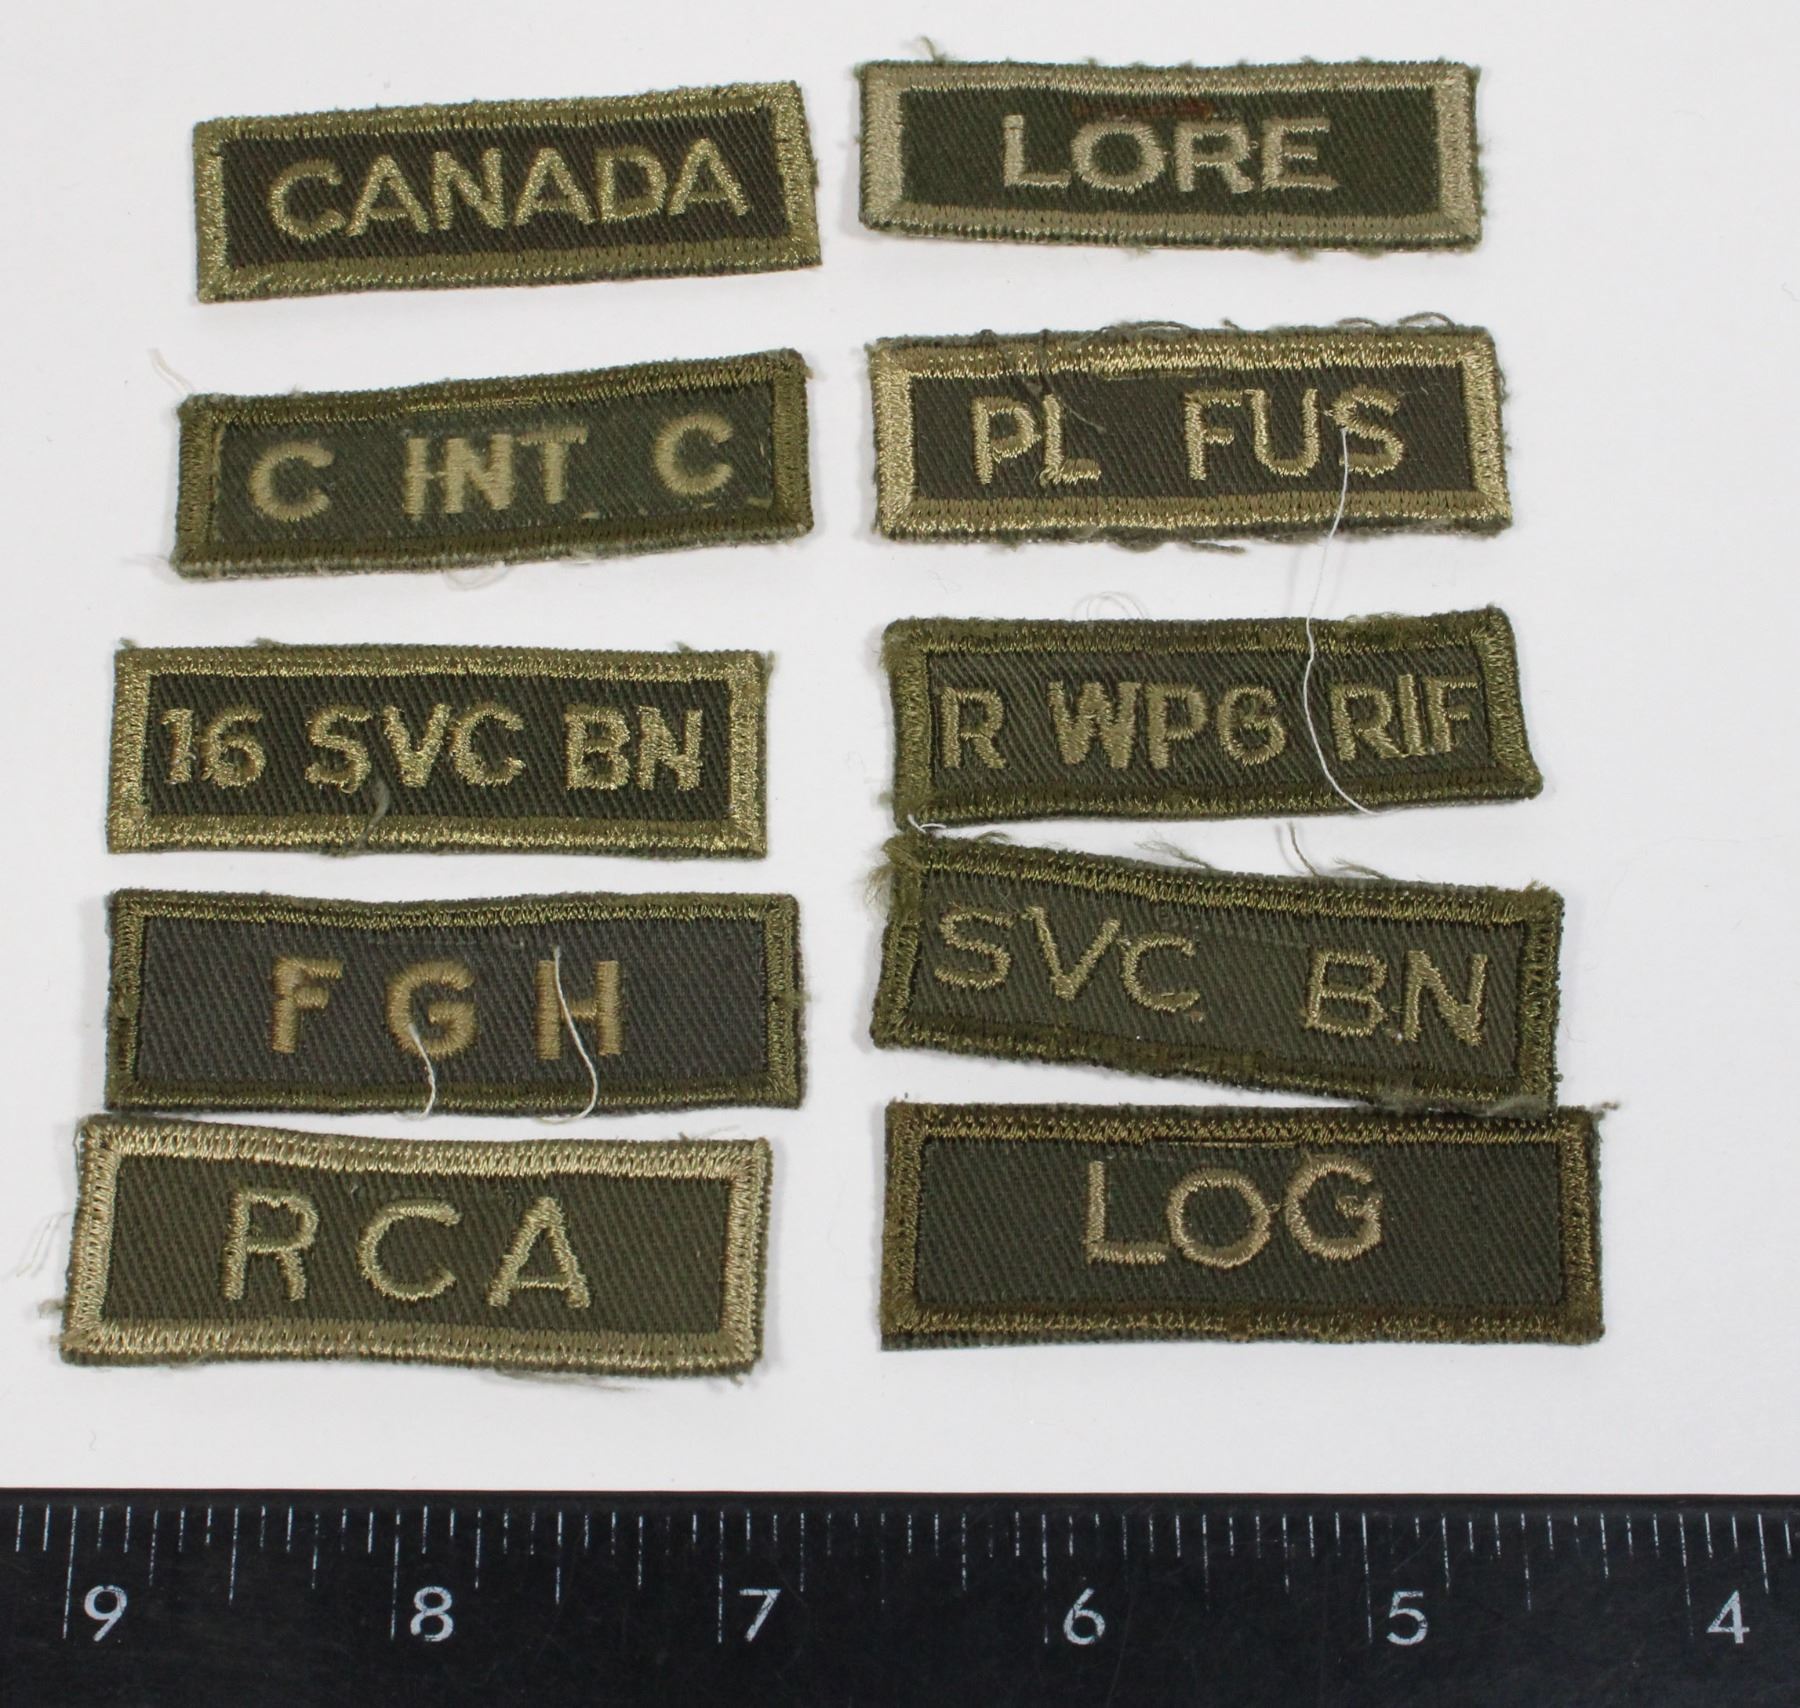 CANADA
LORE
C INT C
PL FUS
16 SVC BN
R WPG RIF
F G H
SVC BN
R C A
LOG
9 8 7 6 5 4